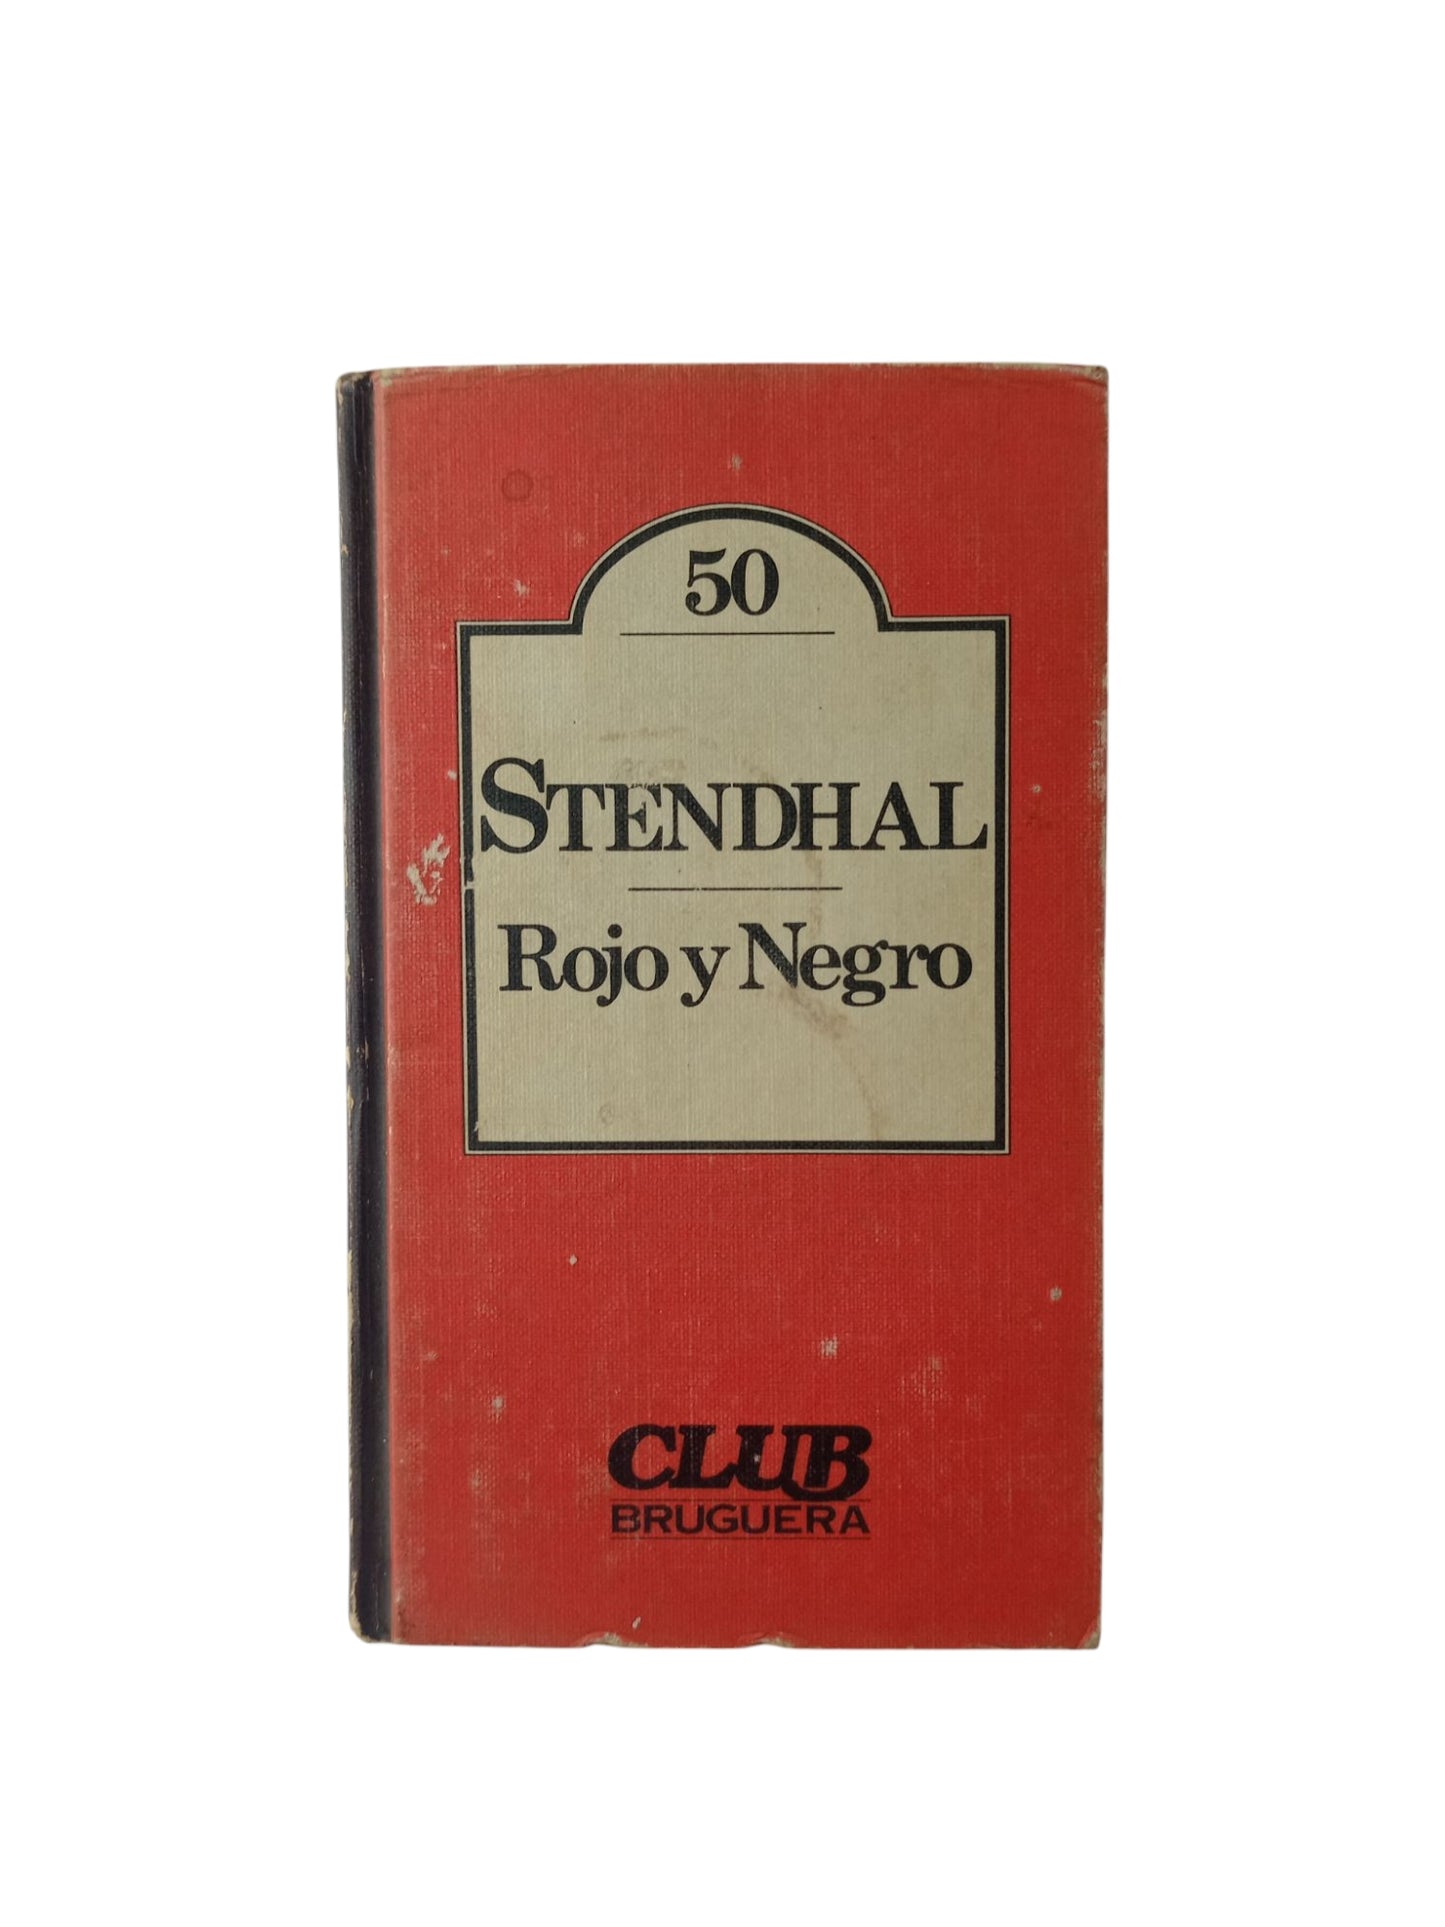 50
STENDHAL
Rojo y Negro
CLUB
BRUGUERA